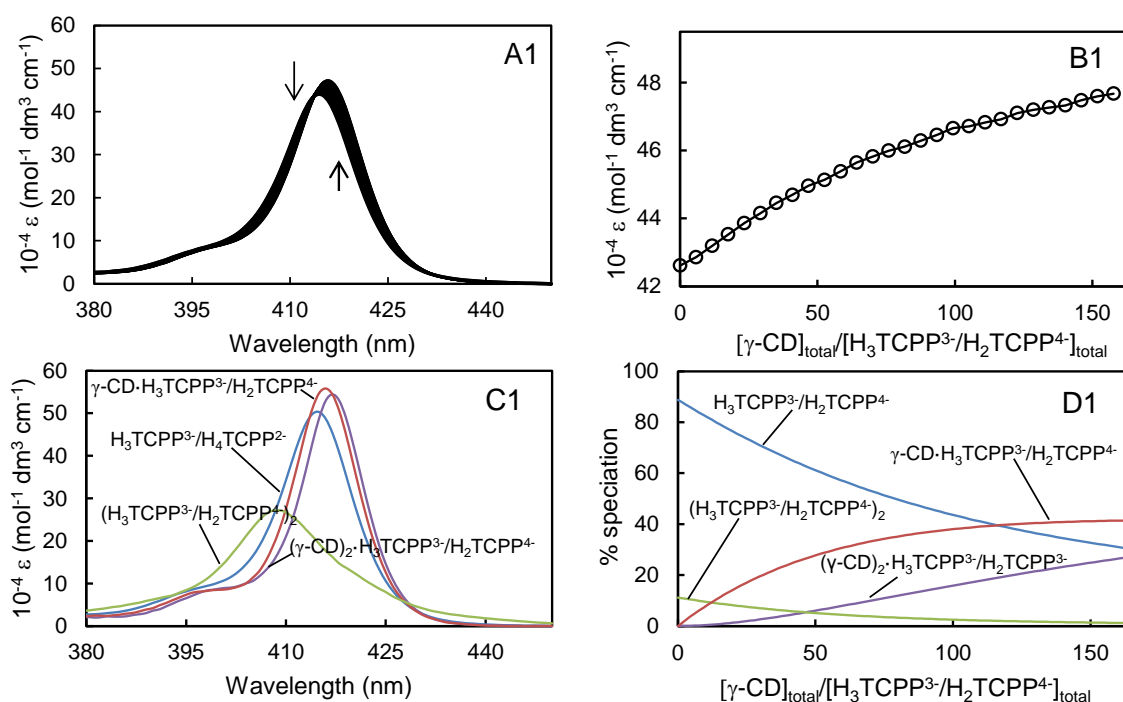 A1
10⁻⁴ ε (mol⁻¹ dm³ cm⁻¹)
60
50
40
30
20
10
0
380 395 410 425 440
Wavelength (nm)
B1
10⁻⁴ ε (mol⁻¹ dm³ cm⁻¹)
48
46
44
42
0 50 100 150
[γ-CD]total/[H₃TCPP³⁻/H₂TCPP⁴⁻]total
C1
10⁻⁴ ε (mol⁻¹ dm³ cm⁻¹)
60
50
40
30
20
10
0
γ-CD·H₃TCPP³⁻/H₂TCPP⁴⁻
H₃TCPP³⁻/H₄TCPP²⁻
(H₃TCPP³⁻/H₂TCPP⁴⁻)₂
(γ-CD)₂·H₃TCPP³⁻/H₂TCPP⁴⁻
380 395 410 425 440
Wavelength (nm)
D1
% speciation
100
80
60
40
20
0
H₃TCPP³⁻/H₂TCPP⁴⁻
γ-CD·H₃TCPP³⁻/H₂TCPP⁴⁻
(H₃TCPP³⁻/H₂TCPP⁴⁻)₂
(γ-CD)₂·H₃TCPP³⁻/H₂TCPP³⁻
0 50 100 150
[γ-CD]total/[H₃TCPP³⁻/H₂TCPP⁴⁻]total